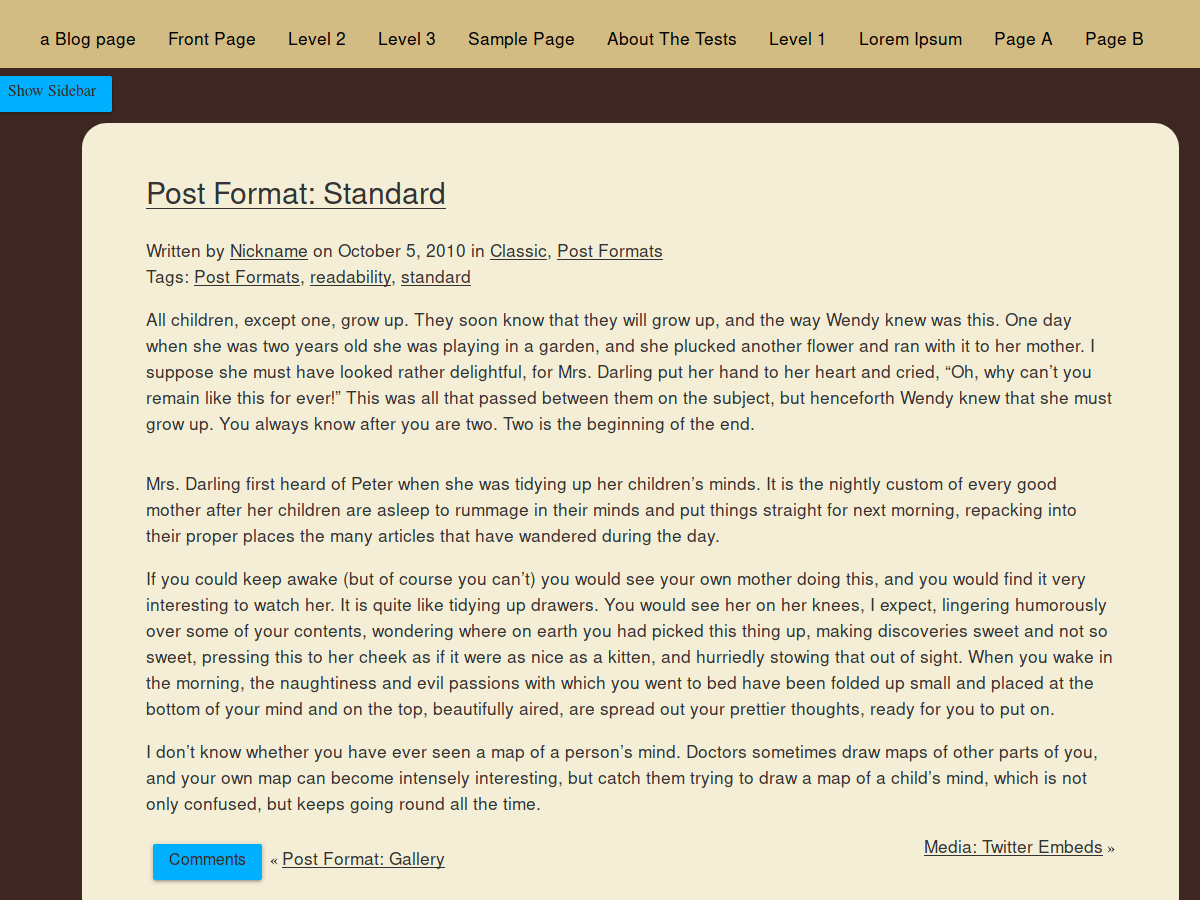 a Blog page Front Page Level 2 Level 3 Sample Page About The Tests Level 1 Lorem Ipsum Page A Page B
Show Sidebar
Post Format: Standard
Written by Nickname on October 5, 2010 in Classic, Post Formats
Tags: Post Formats, readability, standard
All children, except one, grow up. They soon know that they will grow up, and the way Wendy knew was this. One day
when she was two years old she was playing in a garden, and she plucked another flower and ran with it to her mother. I
suppose she must have looked rather delightful, for Mrs. Darling put her hand to her heart and cried, “Oh, why can’t you
remain like this for ever!” This was all that passed between them on the subject, but henceforth Wendy knew that she must
grow up. You always know after you are two. Two is the beginning of the end.
Mrs. Darling first heard of Peter when she was tidying up her children’s minds. It is the nightly custom of every good
mother after her children are asleep to rummage in their minds and put things straight for next morning, repacking into
their proper places the many articles that have wandered during the day.
If you could keep awake (but of course you can’t) you would see your own mother doing this, and you would find it very
interesting to watch her. It is quite like tidying up drawers. You would see her on her knees, I expect, lingering humorously
over some of your contents, wondering where on earth you had picked this thing up, making discoveries sweet and not so
sweet, pressing this to her cheek as if it were as nice as a kitten, and hurriedly stowing that out of sight. When you wake in
the morning, the naughtiness and evil passions with which you went to bed have been folded up small and placed at the
bottom of your mind and on the top, beautifully aired, are spread out your prettier thoughts, ready for you to put on.
I don’t know whether you have ever seen a map of a person’s mind. Doctors sometimes draw maps of other parts of you,
and your own map can become intensely interesting, but catch them trying to draw a map of a child’s mind, which is not
only confused, but keeps going round all the time.
Comments « Post Format: Gallery
Media: Twitter Embeds »